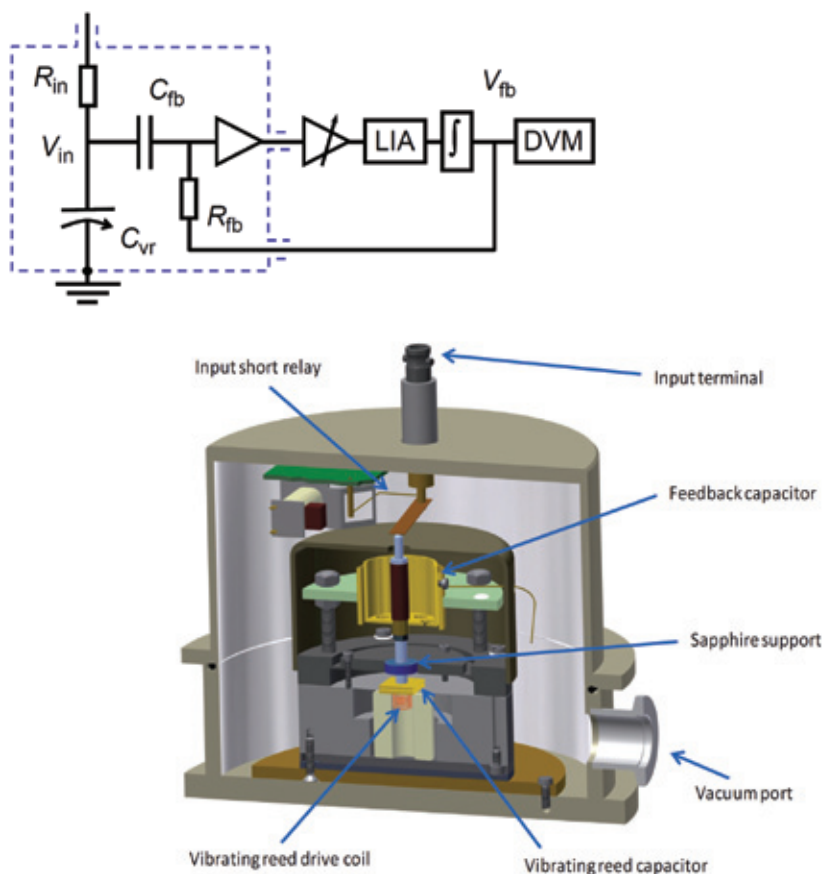 R_in
C_fb
V_fb
V_in
LIA
∫
DVM
R_fb
C_vr
Input short relay
Input terminal
Feedback capacitor
Sapphire support
Vacuum port
Vibrating reed drive coil
Vibrating reed capacitor